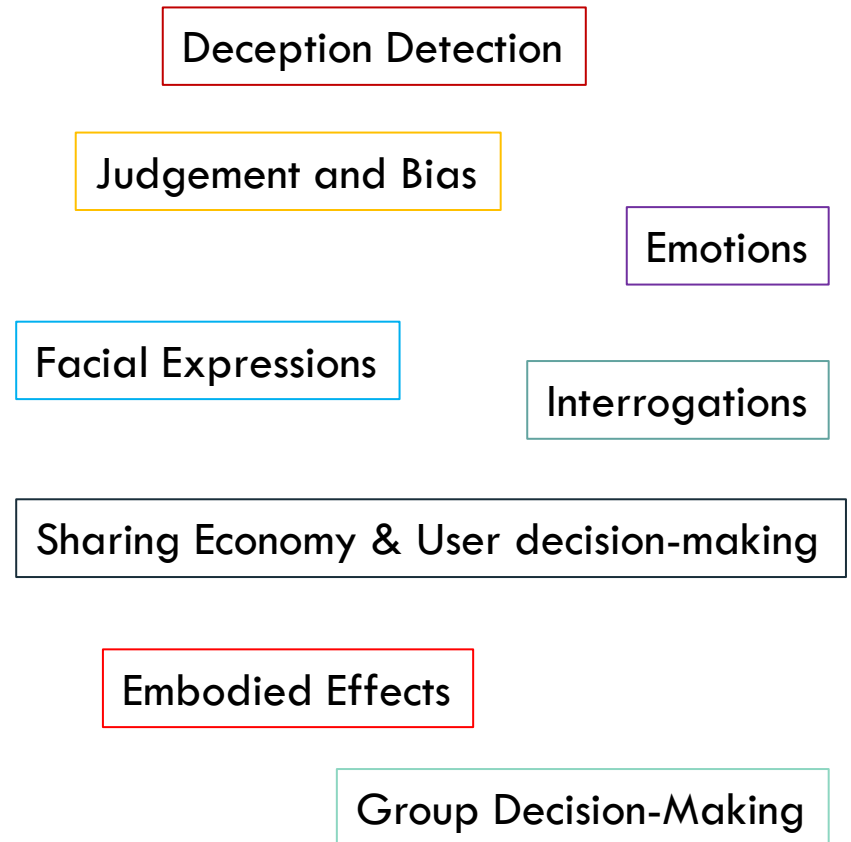 Deception Detection
Judgement and Bias
Emotions
Facial Expressions
Interrogations
Sharing Economy & User decision-making
Embodied Effects
Group Decision-Making